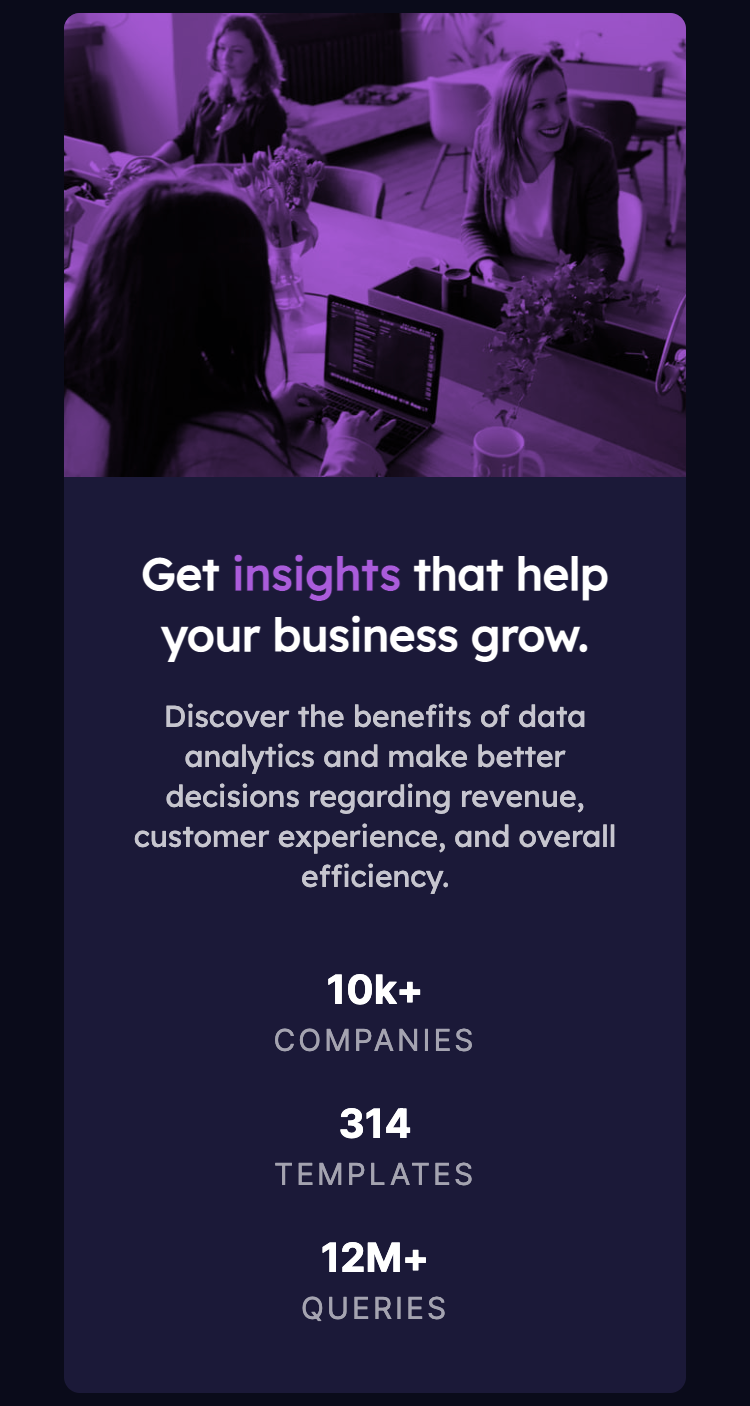 Get insights that help
your business grow.
Discover the benefits of data
analytics and make better
decisions regarding revenue,
customer experience, and overall
efficiency.
10k+
COMPANIES
314
TEMPLATES
12M+
QUERIES